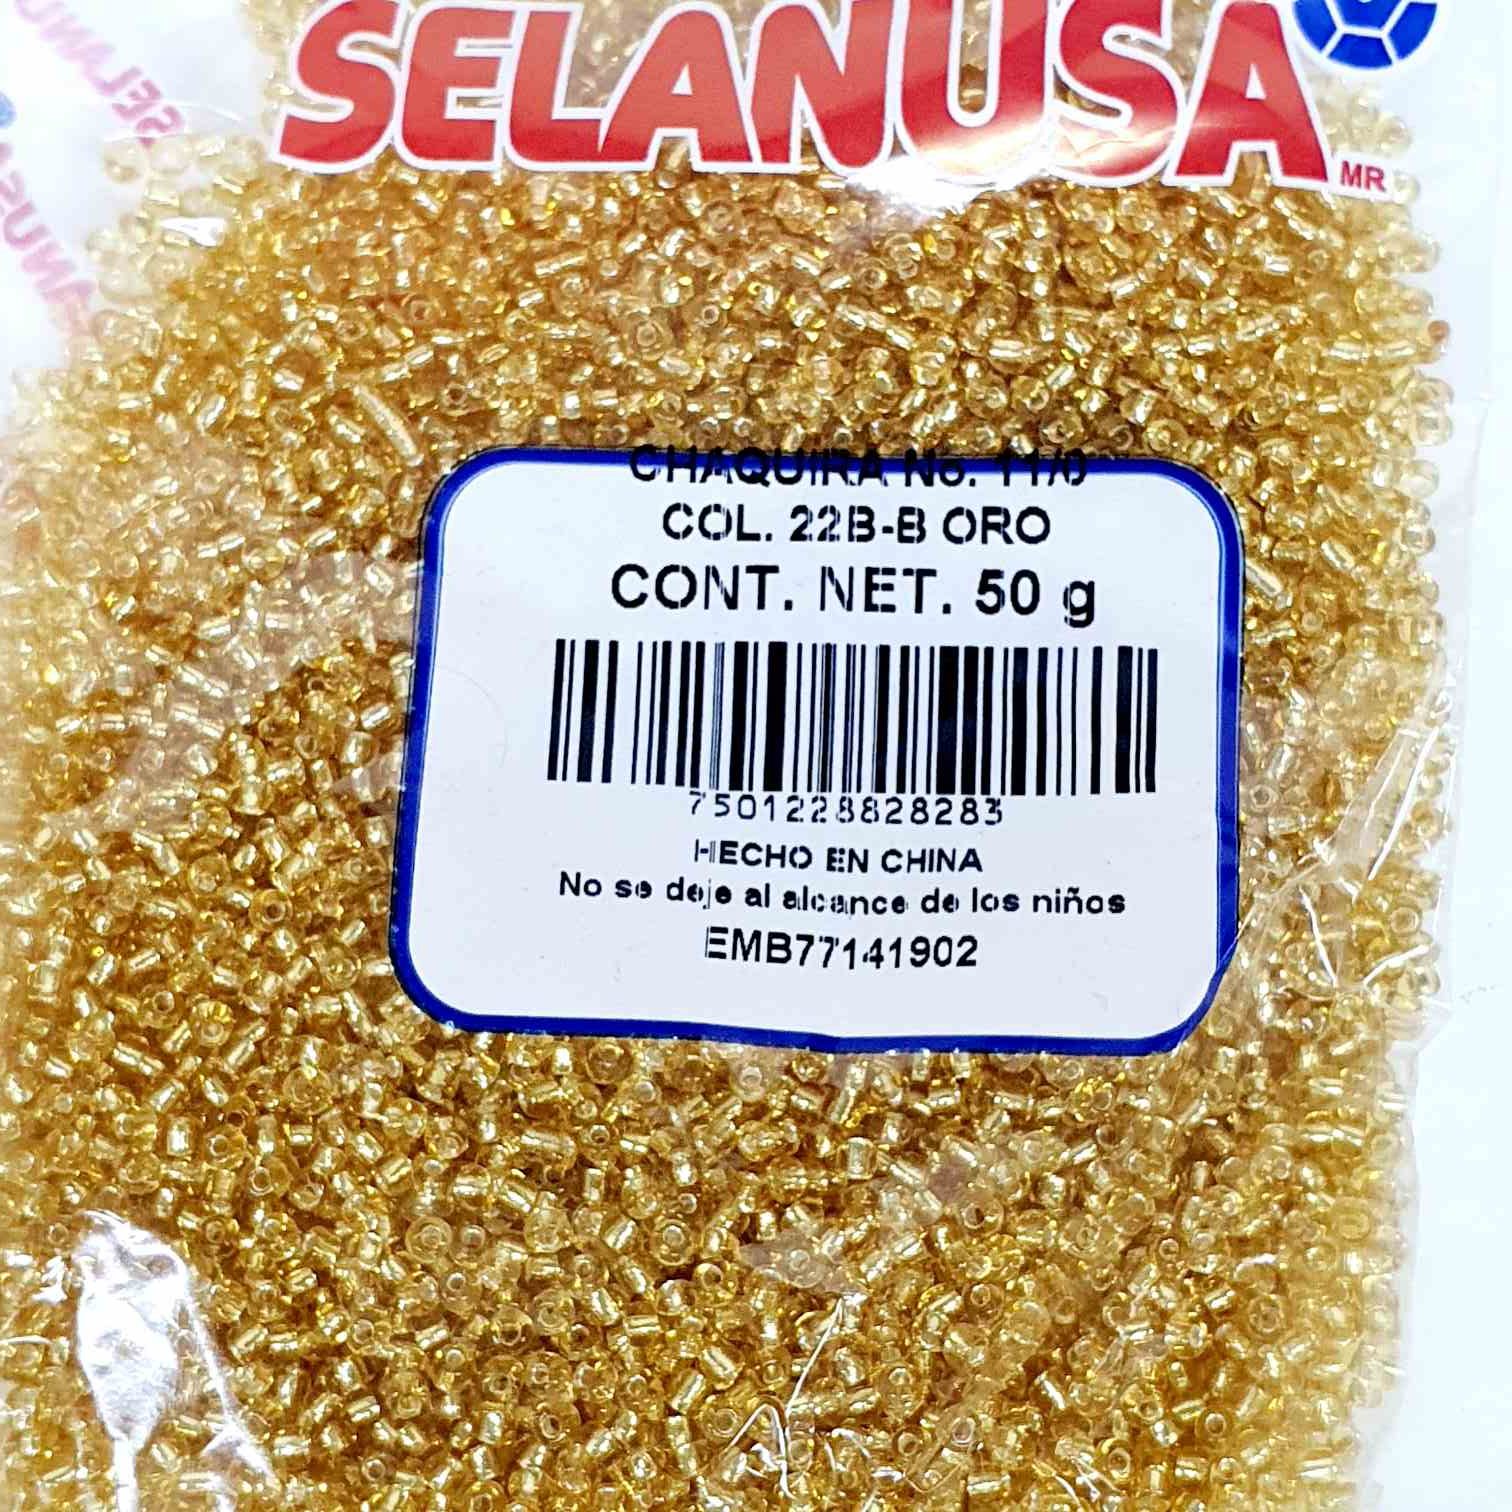 SELANUSA
MR
CHAQUIRA No. 11/0
COL. 22B-B ORO
CONT. NET. 50 g
7501228828283
HECHO EN CHINA
No se deje al alcance de los niños
EMB77141902